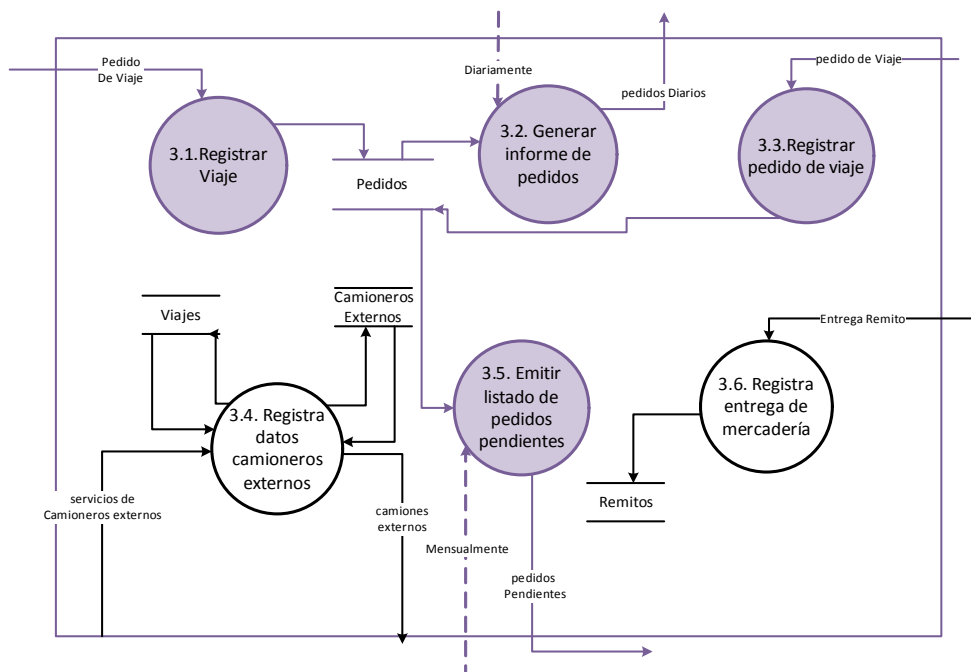 Pedido
De Viaje
Diariamente
pedidos Diarios
pedido de Viaje
3.1.Registrar
Viaje
Pedidos
3.2. Generar
informe de
pedidos
3.3.Registrar
pedido de viaje
Viajes
Camioneros
Externos
Entrega Remito
3.4. Registra
datos
camioneros
externos
3.5. Emitir
listado de
pedidos
pendientes
3.6. Registra
entrega de
mercadería
servicios de
Camioneros externos
camiones
externos
Remitos
Mensualmente
pedidos
Pendientes